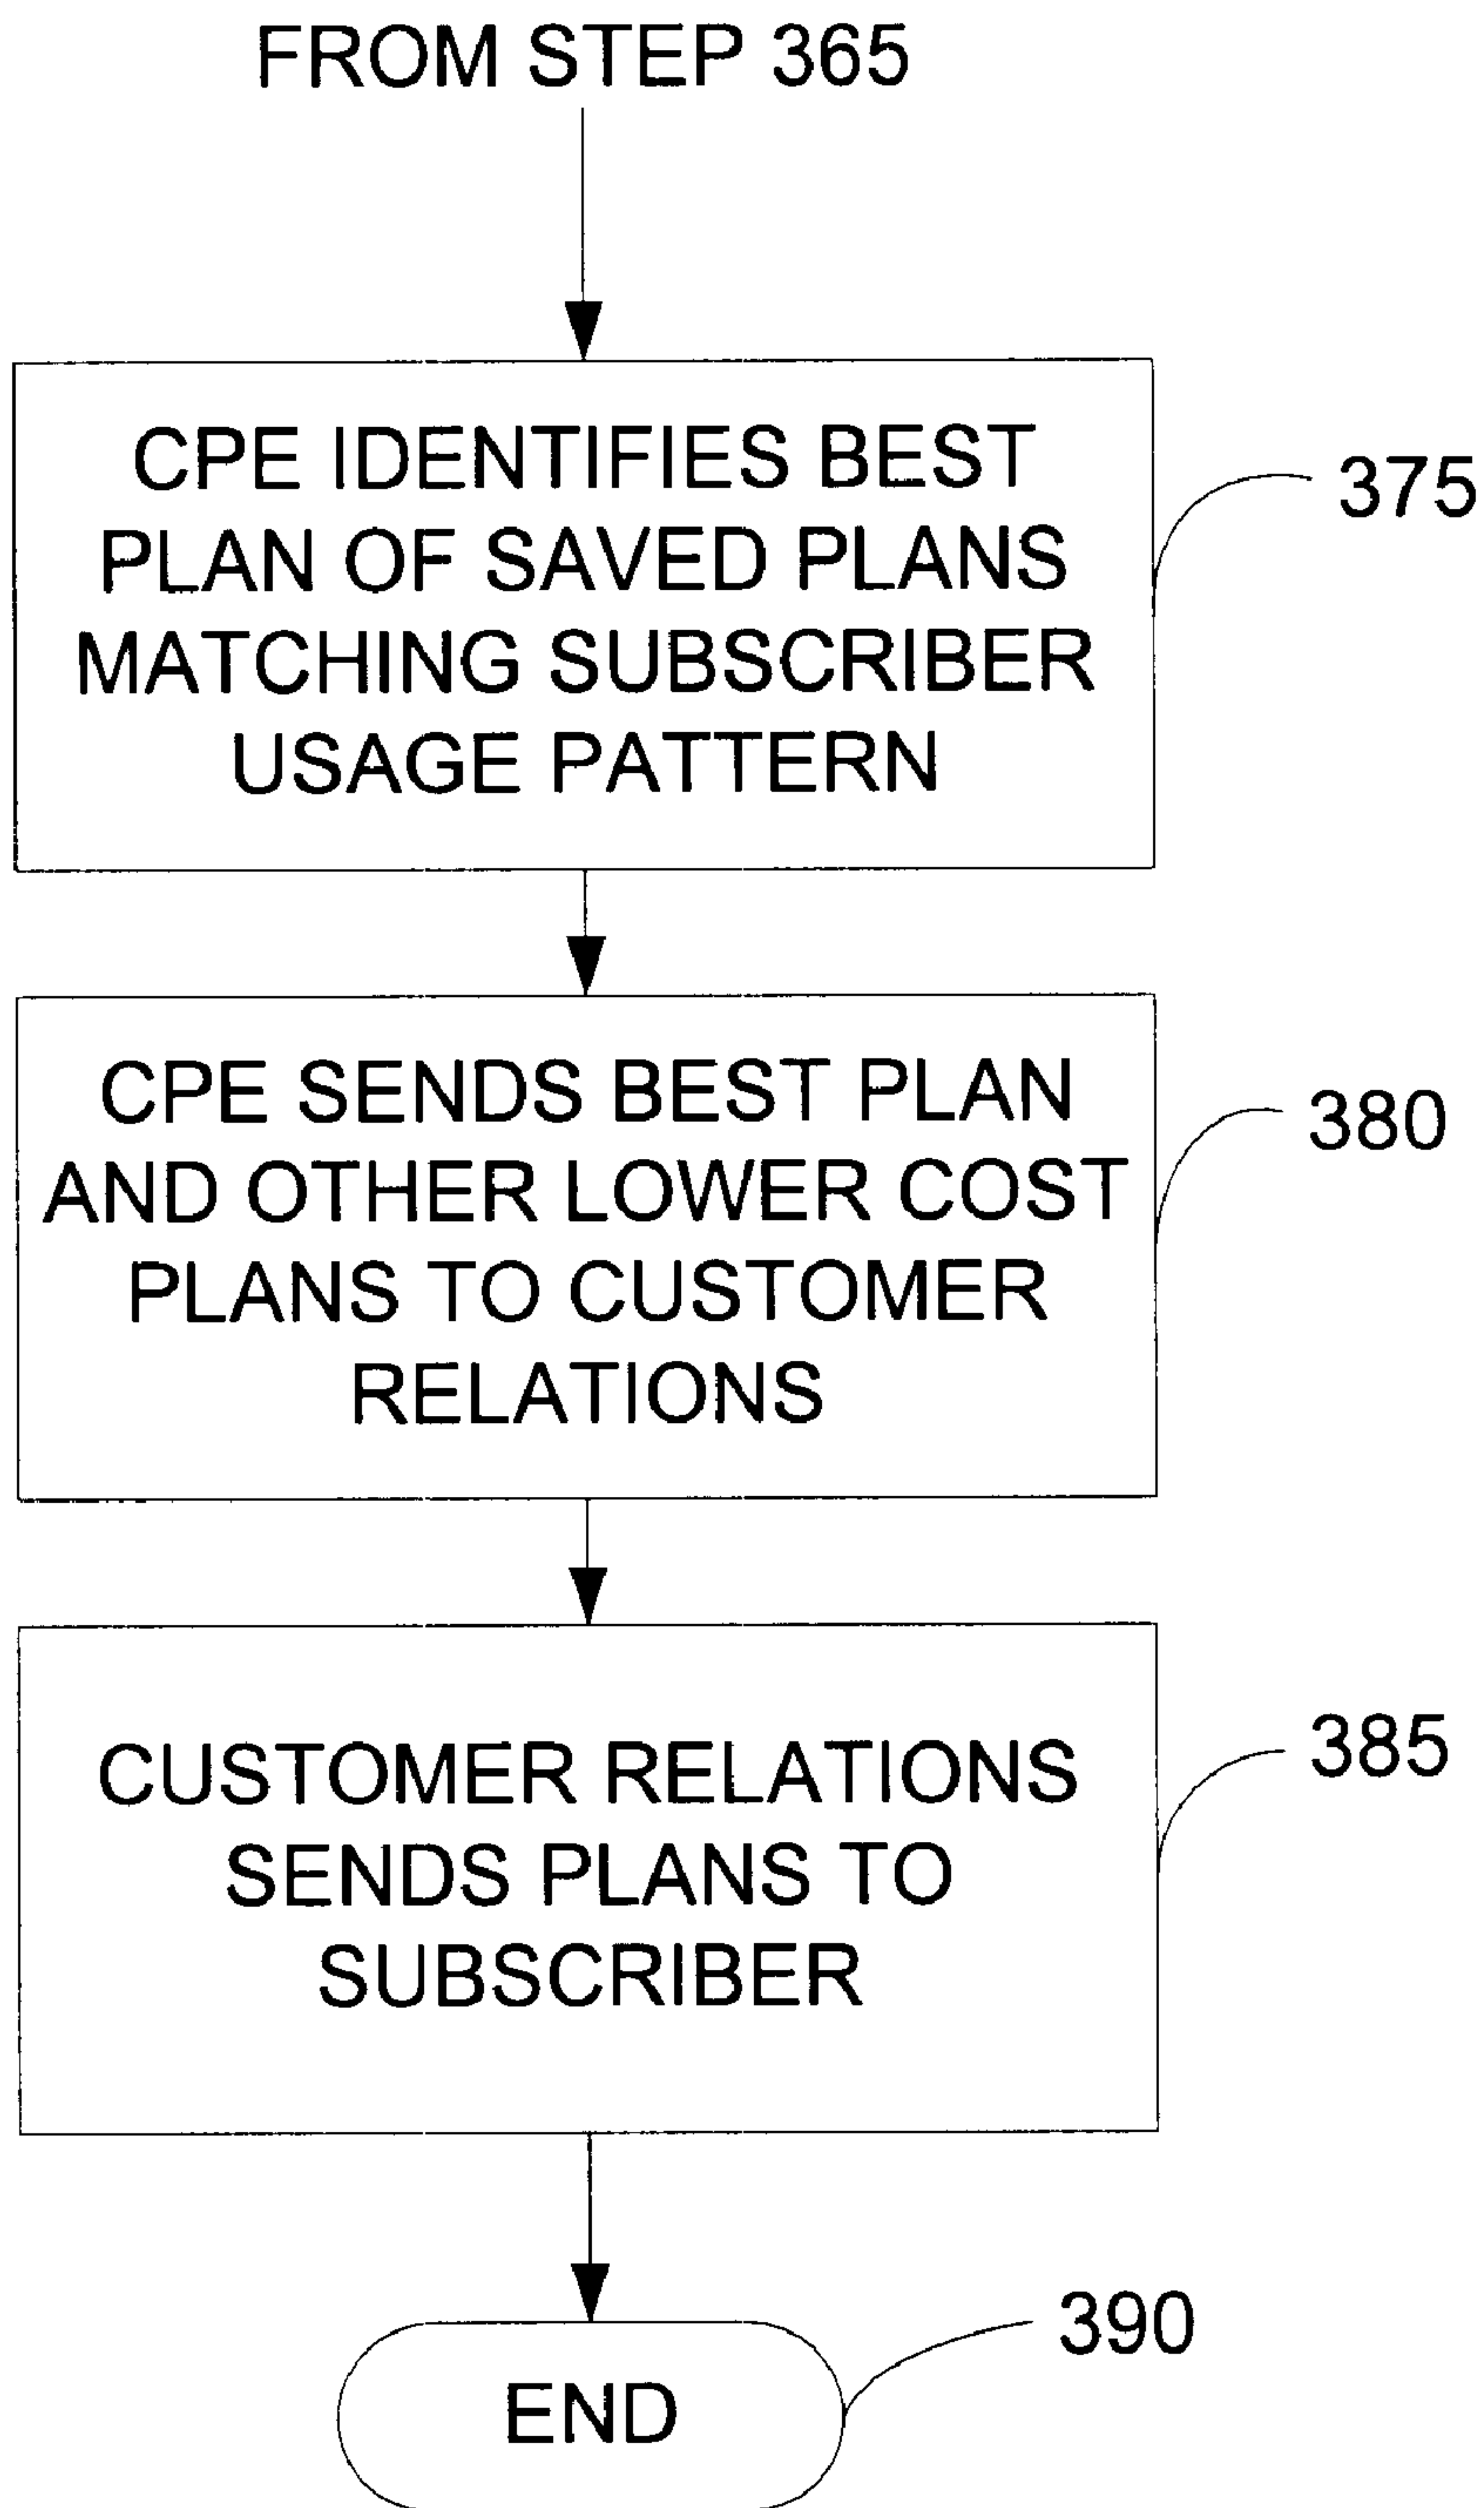 FROM STEP 365
CPE IDENTIFIES BEST
PLAN OF SAVED PLANS
MATCHING SUBSCRIBER
USAGE PATTERN
375
CPE SENDS BEST PLAN
AND OTHER LOWER COST
PLANS TO CUSTOMER
RELATIONS
380
CUSTOMER RELATIONS
SENDS PLANS TO
SUBSCRIBER
385
END
390